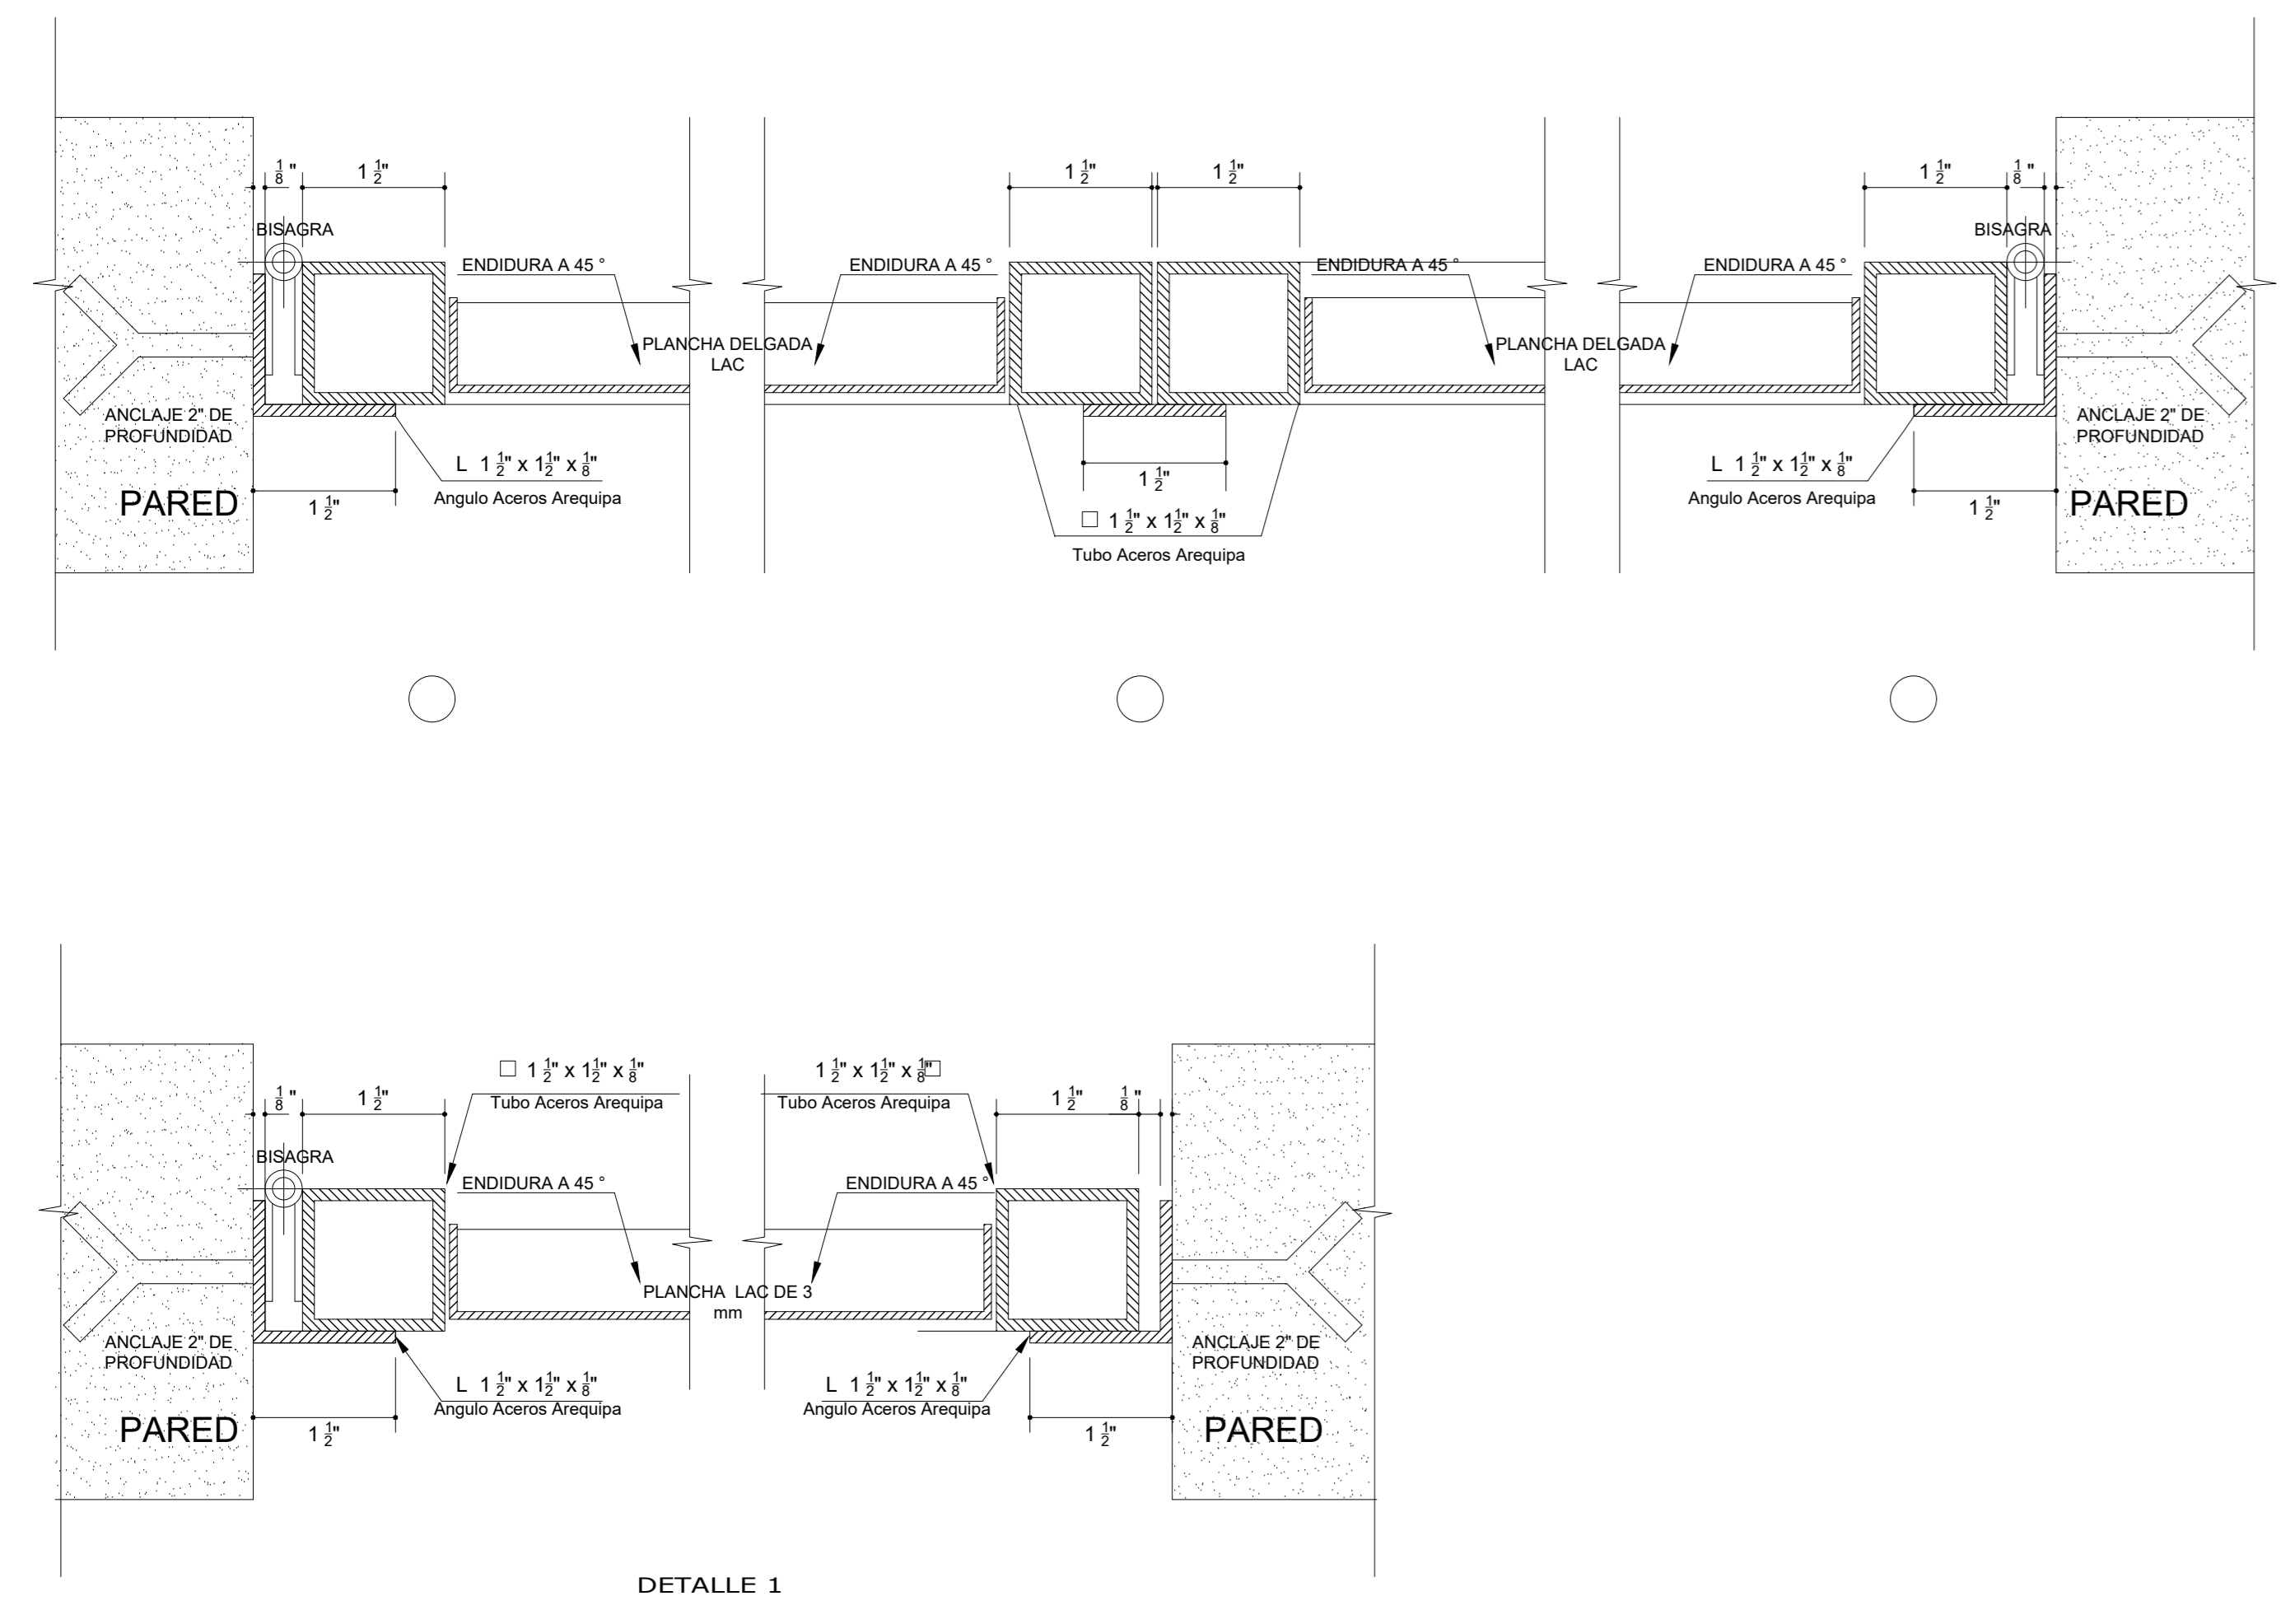 1/8" 1 1/2" 1 1/2" 1 1/2" 1 1/2" 1/8"
BISAGRA BISAGRA
ENDIDURA A 45 ° ENDIDURA A 45 ° ENDIDURA A 45 ° ENDIDURA A 45 °
PLANCHA DELGADA PLANCHA DELGADA
LAC LAC
ANCLAJE 2" DE ANCLAJE 2" DE
PROFUNDIDAD PROFUNDIDAD
L 1 1/2" x 1 1/2" x 1/8" 1 1/2" L 1 1/2" x 1 1/2" x 1/8"
Angulo Aceros Arequipa Angulo Aceros Arequipa
PARED 1 1/2" 1 1/2" PARED
□ 1 1/2" x 1 1/2" x 1/8"
Tubo Aceros Arequipa
□ 1 1/2" x 1 1/2" x 1/8" 1 1/2" x 1 1/2" x 1/8" □
1/8" 1 1/2" Tubo Aceros Arequipa Tubo Aceros Arequipa 1 1/2" 1/8"
BISAGRA
ENDIDURA A 45 ° ENDIDURA A 45 °
PLANCHA LAC DE 3
mm
ANCLAJE 2" DE ANCLAJE 2" DE
PROFUNDIDAD PROFUNDIDAD
L 1 1/2" x 1 1/2" x 1/8" L 1 1/2" x 1 1/2" x 1/8"
Angulo Aceros Arequipa Angulo Aceros Arequipa
PARED 1 1/2" 1 1/2" PARED
DETALLE 1